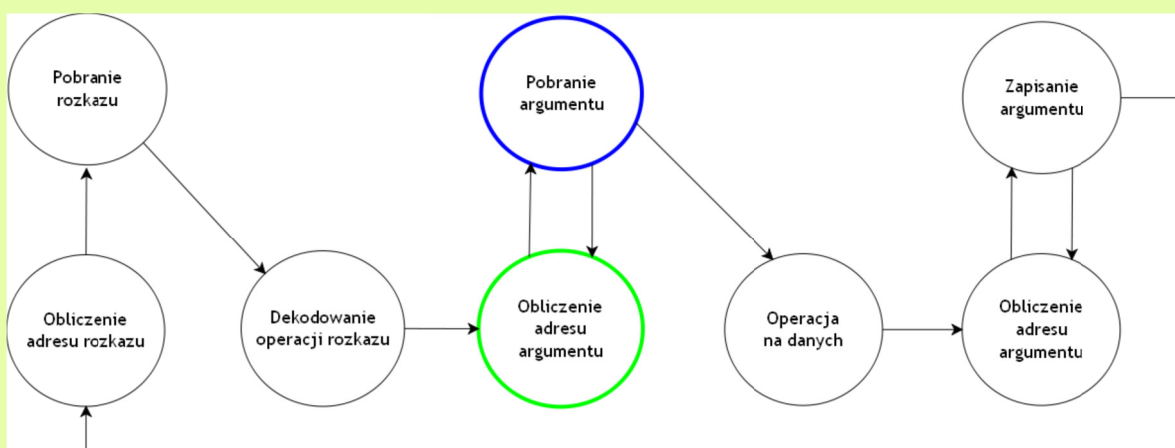 Pobranie
rozkazu
Pobranie
argumentu
Zapisanie
argumentu
Obliczenie
adresu rozkazu
Dekodowanie
operacji rozkazu
Obliczenie
adresu
argumentu
Operacja
na danych
Obliczenie
adresu
argumentu